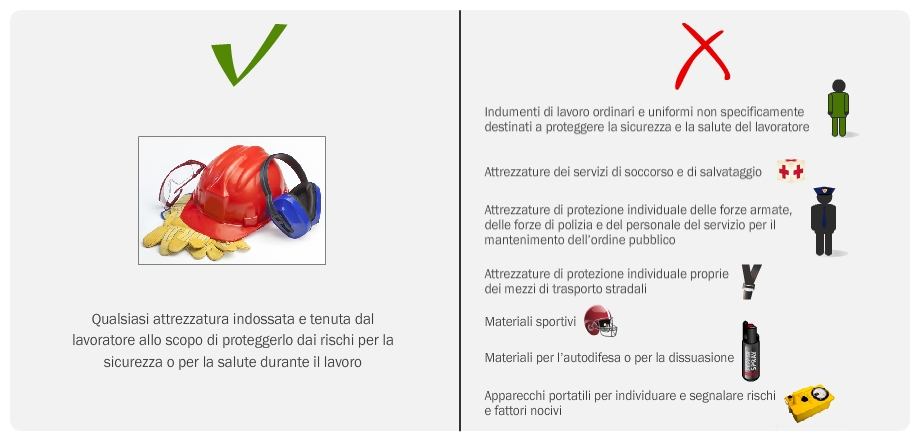 Qualsiasi attrezzatura indossata e tenuta dal
lavoratore allo scopo di proteggerlo dai rischi per la
sicurezza o per la salute durante il lavoro
Indumenti di lavoro ordinari e uniformi non specificamente
destinati a proteggere la sicurezza e la salute del lavoratore
Attrezzature dei servizi di soccorso e di salvataggio
Attrezzature di protezione individuale delle forze armate,
delle forze di polizia e del personale del servizio per il
mantenimento dell'ordine pubblico
Attrezzature di protezione individuale proprie
dei mezzi di trasporto stradali
Materiali sportivi
Materiali per l'autodifesa o per la dissuasione
Apparecchi portatili per individuare e segnalare rischi
e fattori nocivi